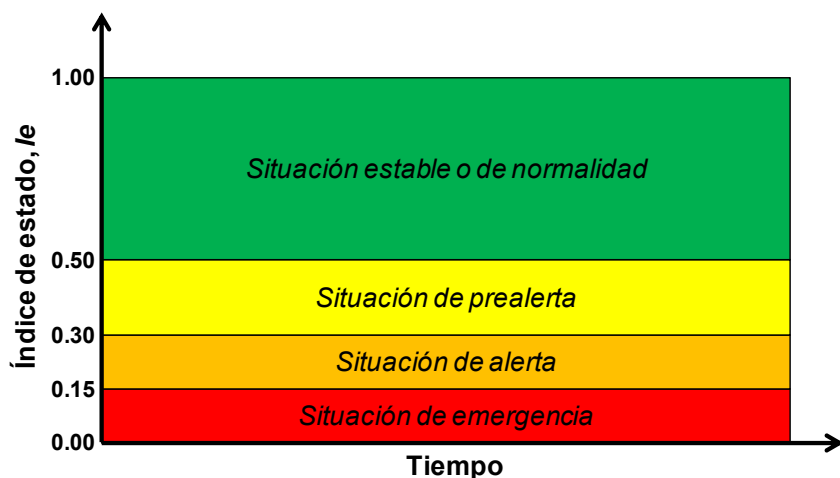 1.00
Situación estable o de normalidad
0.50
Situación de prealerta
0.30
Situación de alerta
0.15
Situación de emergencia
0.00
Índice de estado, Ie
Tiempo